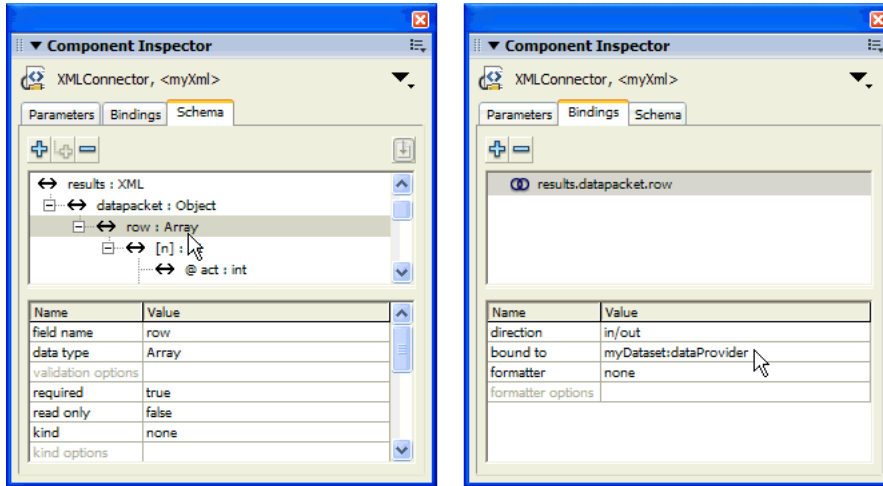 Component Inspector
XMLConnector, <myXml>
Parameters Bindings Schema
results : XML
datapacket : Object
row : Array
[n] :
@ act : int
Name Value
field name row
data type Array
validation options
required true
read only false
kind none
kind options
Component Inspector
XMLConnector, <myXml>
Parameters Bindings Schema
results.datapacket.row
Name Value
direction in/out
bound to myDataset:dataProvider
formatter none
formatter options